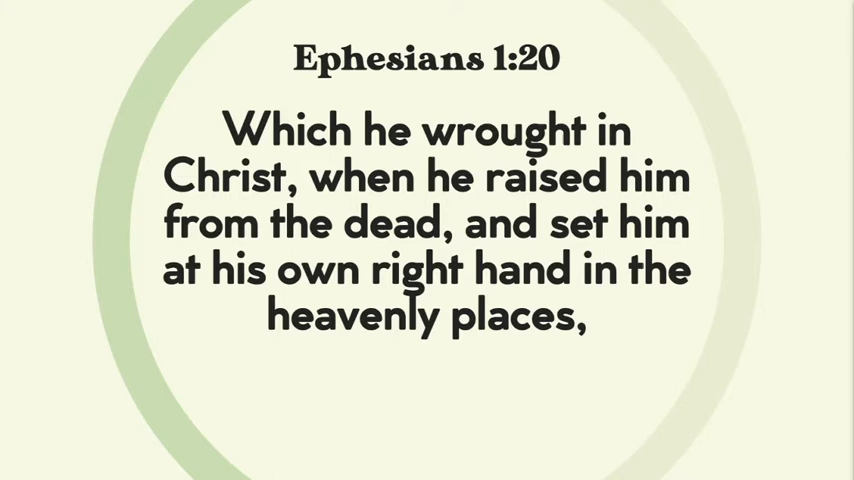 Ephesians 1:20
Which he wrought in
Christ, when he raised him
from the dead, and set him
at his own right hand in the
heavenly places,